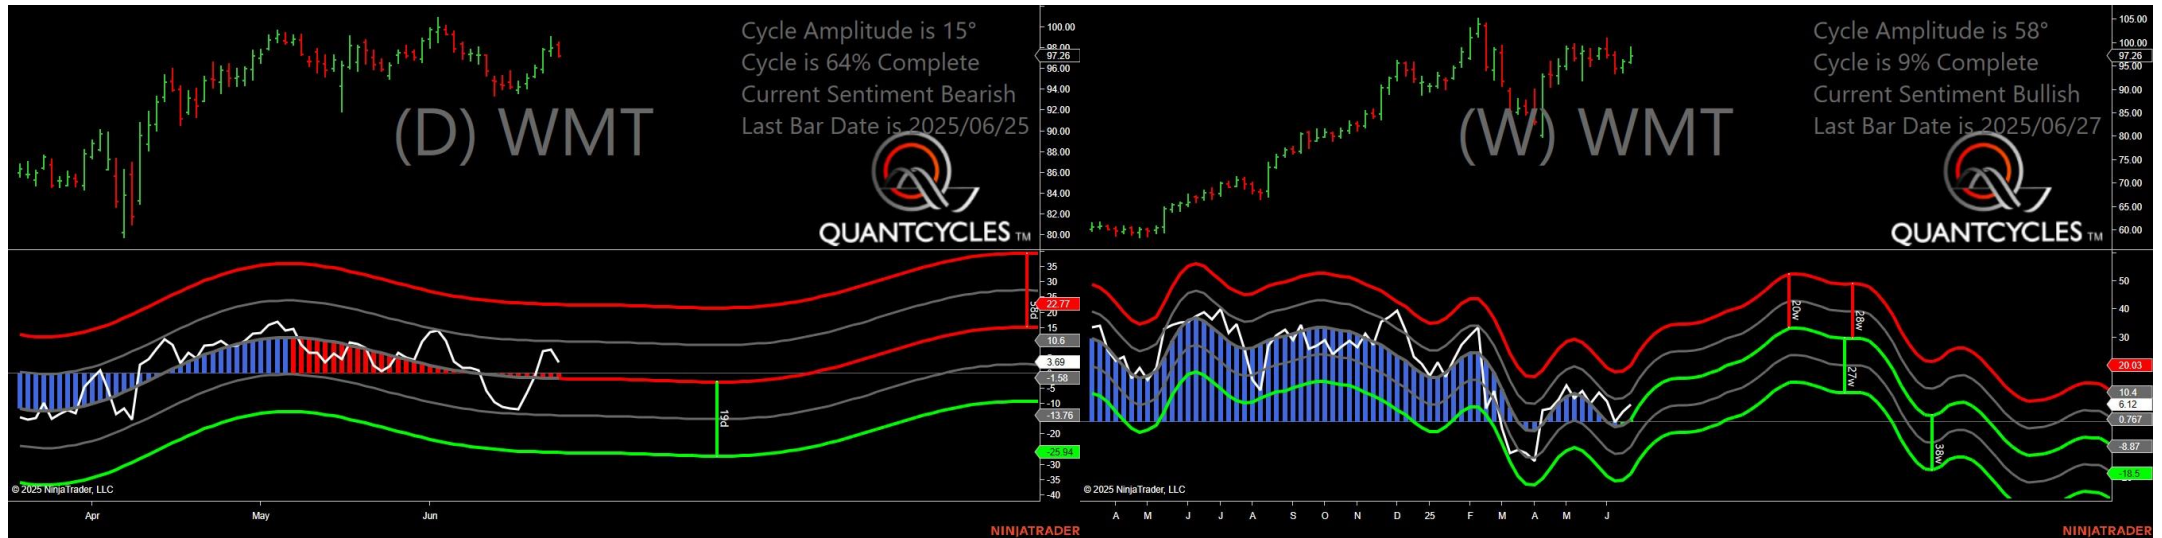 Cycle Amplitude is 15°
Cycle is 64% Complete
Current Sentiment Bearish
Last Bar Date is 2025/06/25
(D) WMT
QUANTCYCLES TM
100.00
98.00
97.26
96.00
94.00
92.00
90.00
88.00
86.00
84.00
82.00
80.00
35
30
25
22.77
20
15
10.6
3.69
-1.58
-5
-10
-13.76
-20
-25.94
-30
-35
-40
58d
19d
© 2025 NinjaTrader, LLC
Apr May Jun
NINJATRADER
Cycle Amplitude is 58°
Cycle is 9% Complete
Current Sentiment Bullish
Last Bar Date is 2025/06/27
(W) WMT
QUANTCYCLES TM
105.00
100.00
97.26
95.00
90.00
85.00
80.00
75.00
70.00
65.00
60.00
50
40
30
20.03
10.4
6.12
0.767
-8.87
-18.5
20w
28w
27w
38w
© 2025 NinjaTrader, LLC
A M J J A S O N D 25 F M A M J
NINJATRADER